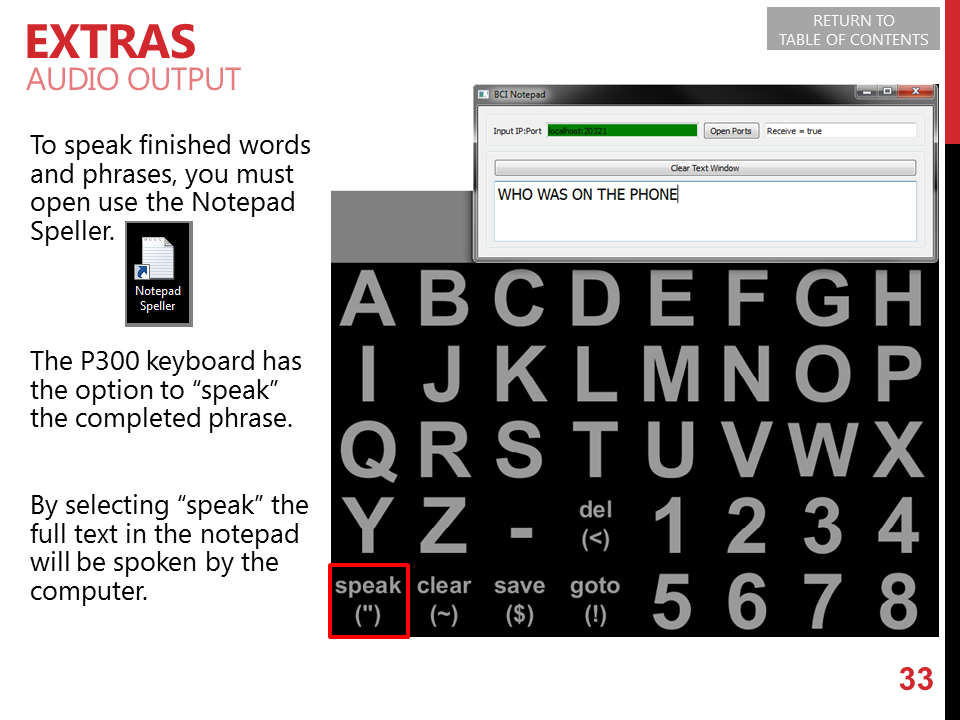 EXTRAS
AUDIO OUTPUT
RETURN TO
TABLE OF CONTENTS
To speak finished words
and phrases, you must
open use the Notepad
Speller.
Notepad
Speller
The P300 keyboard has
the option to “speak”
the completed phrase.
By selecting “speak” the
full text in the notepad
will be spoken by the
computer.
BCI Notepad
Input IP:Port localhost:20321 Open Ports Receive = true
Clear Text Window
WHO WAS ON THE PHONE
A B C D E F G H
I J K L M N O P
Q R S T U V W X
Y Z - del (<) 1 2 3 4
speak (") clear (~) save ($) goto (!) 5 6 7 8
33